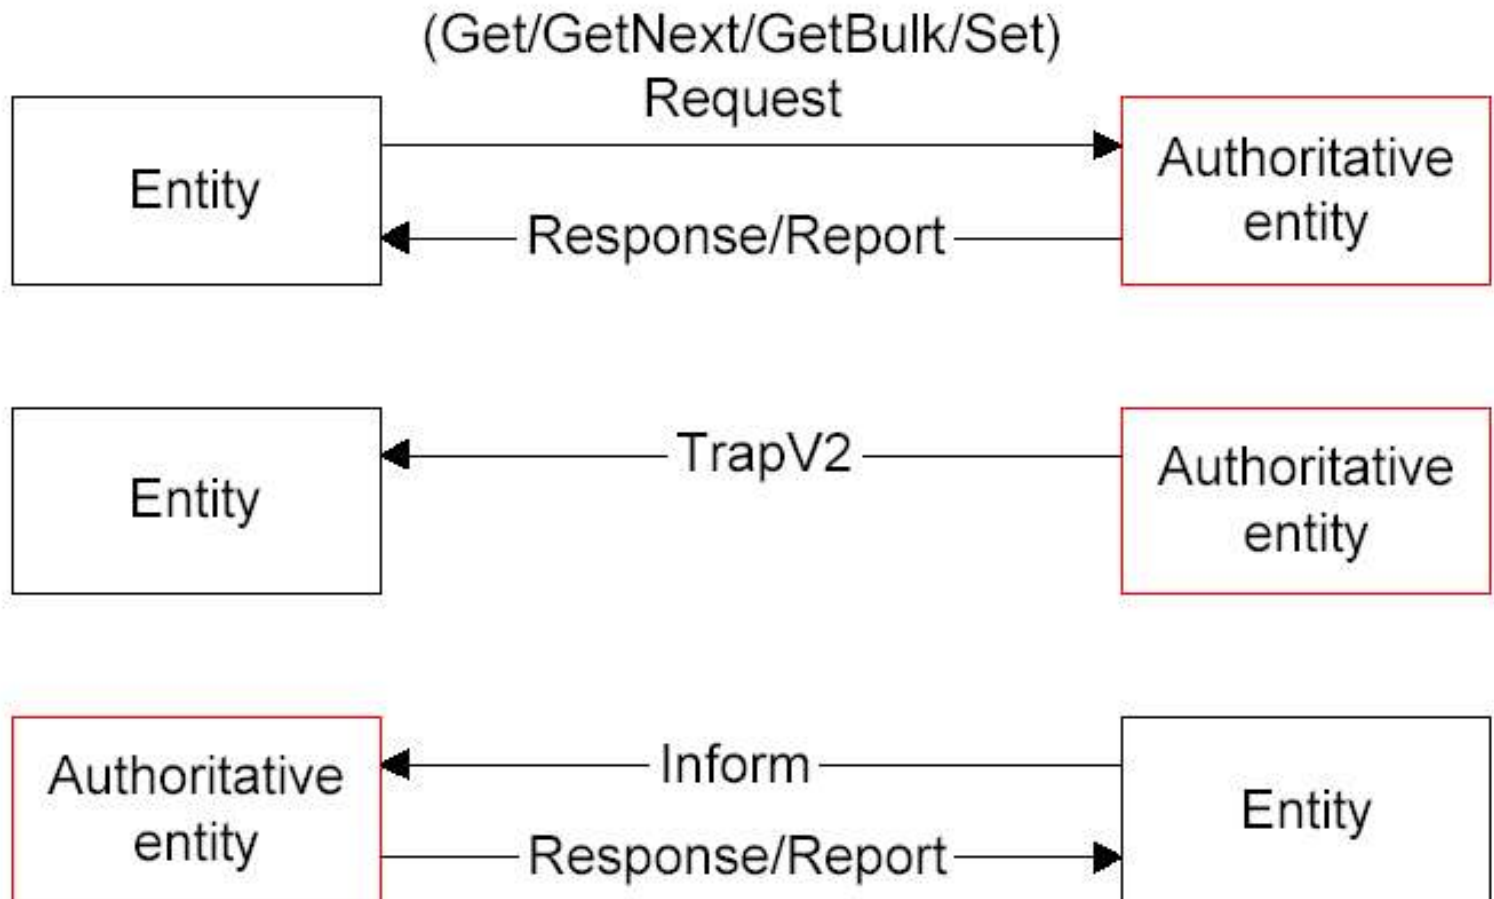 (Get/GetNext/GetBulk/Set)
Request
Entity
Authoritative
entity
Response/Report
Entity
TrapV2
Authoritative
entity
Authoritative
entity
Inform
Entity
Response/Report